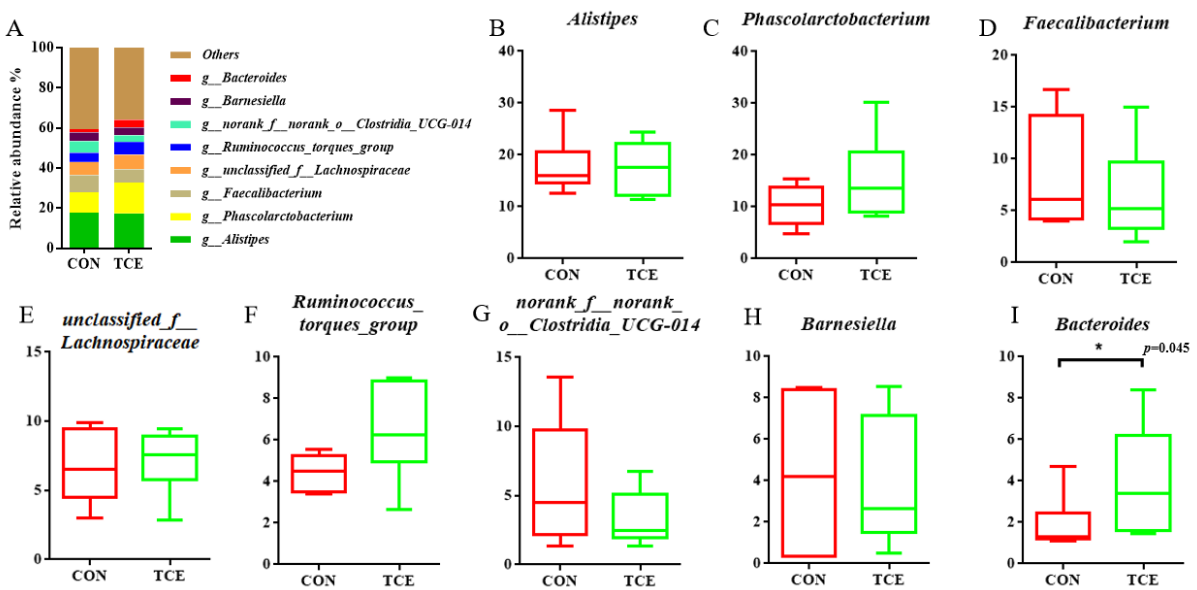 A
Relative abundance %
100
80
60
40
20
0
CON
TCE
Others
g__Bacteroides
g__Barnesiella
g__norank_f__norank_o__Clostridia_UCG-014
g__Ruminococcus_torques_group
g__unclassified_f__Lachnospiraceae
g__Faecalibacterium
g__Phascolarctobacterium
g__Alistipes
B
Alistipes
40
30
20
10
0
CON
TCE
C
Phascolarctobacterium
40
30
20
10
0
CON
TCE
D
Faecalibacterium
20
15
10
5
0
CON
TCE
E
unclassified_f__
Lachnospiraceae
15
10
5
0
CON
TCE
F
Ruminococcus_
torques_group
10
8
6
4
2
0
CON
TCE
G
norank_f__norank_
o__Clostridia_UCG-014
15
10
5
0
CON
TCE
H
Barnesiella
10
8
6
4
2
0
CON
TCE
I
Bacteroides
*
p=0.045
10
8
6
4
2
0
CON
TCE